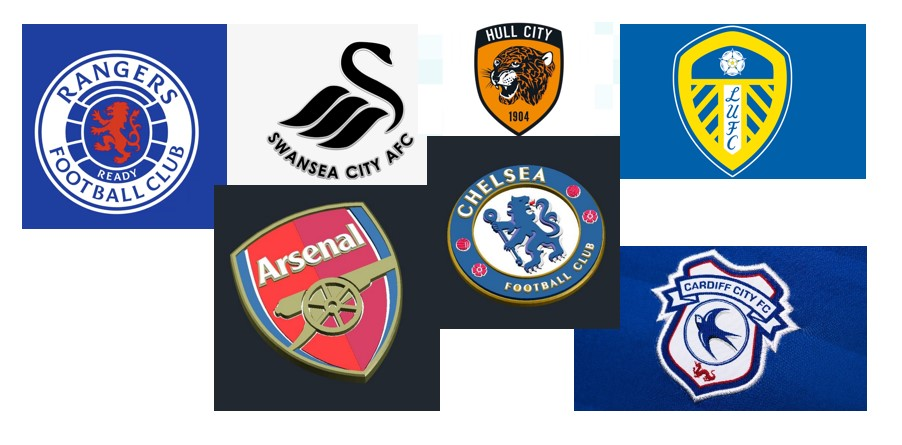 RANGERS
READY
FOOTBALL CLUB
SWANSEA CITY AFC
HULL CITY
1904
LUFC
Arsenal
CHELSEA
FOOTBALL CLUB
CARDIFF CITY FC